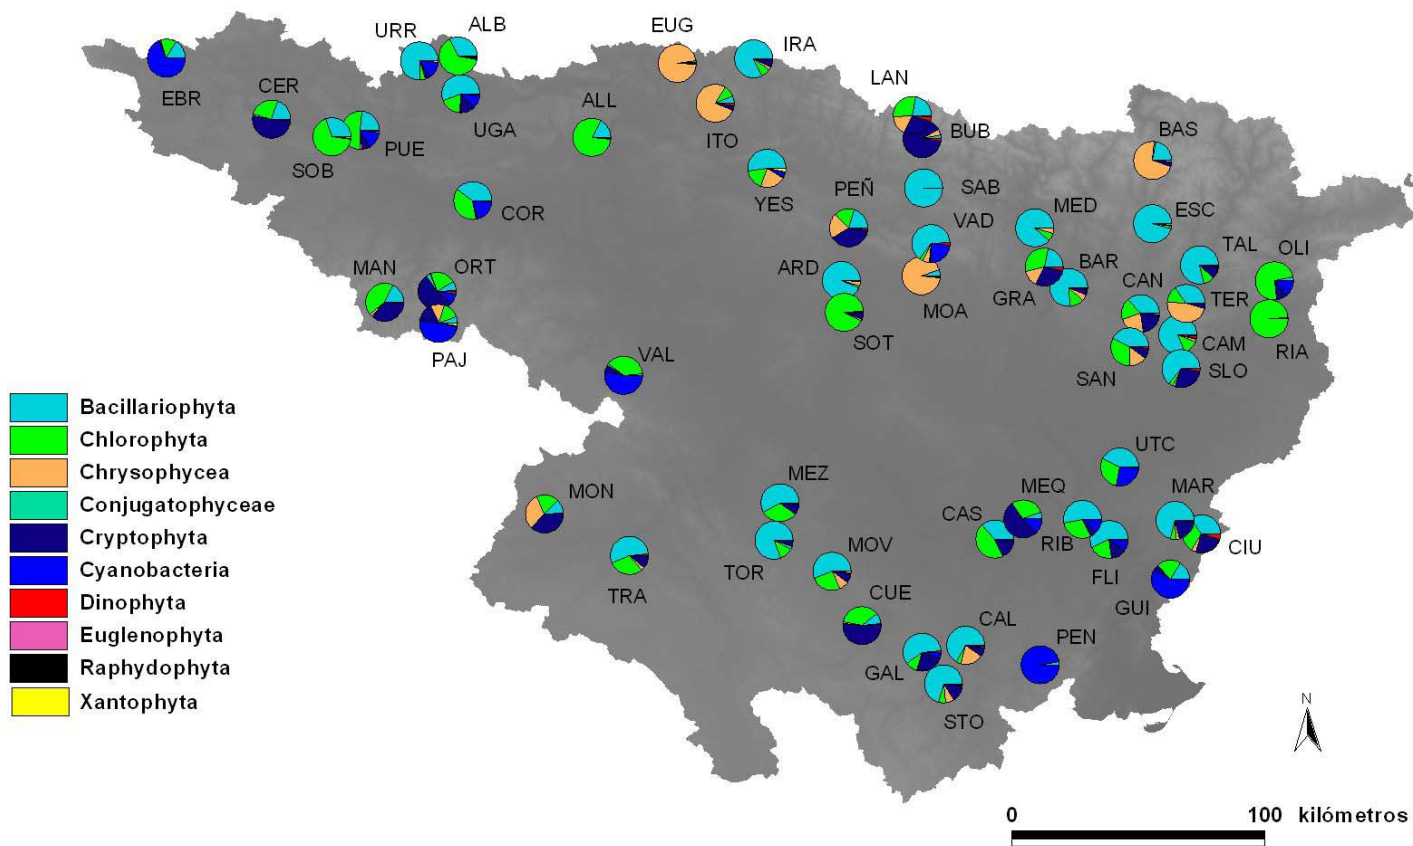 ALB
URR
EUG
IRA
LAN
CER
EBR
ALL
UGA
ITO
BUB
BAS
SOB
PUE
YES
PEÑ
SAB
COR
MED
ESC
VAD
TAL
OLI
MAN
ORT
ARD
BAR
CAN
GRA
TER
MOA
PAJ
SOT
RIA
CAM
SAN
SLO
VAL
Bacillariophyta
Chlorophyta
Chrysophycea
Conjugatophyceae
Cryptophyta
Cyanobacteria
Dinophyta
Euglenophyta
Raphydophyta
Xantophyta
UTC
MEZ
MEQ
MAR
MON
CAS
RIB
CIU
MOV
TOR
FLI
TRA
CUE
GUI
CAL
PEN
GAL
STO
N
0 100 kilómetros